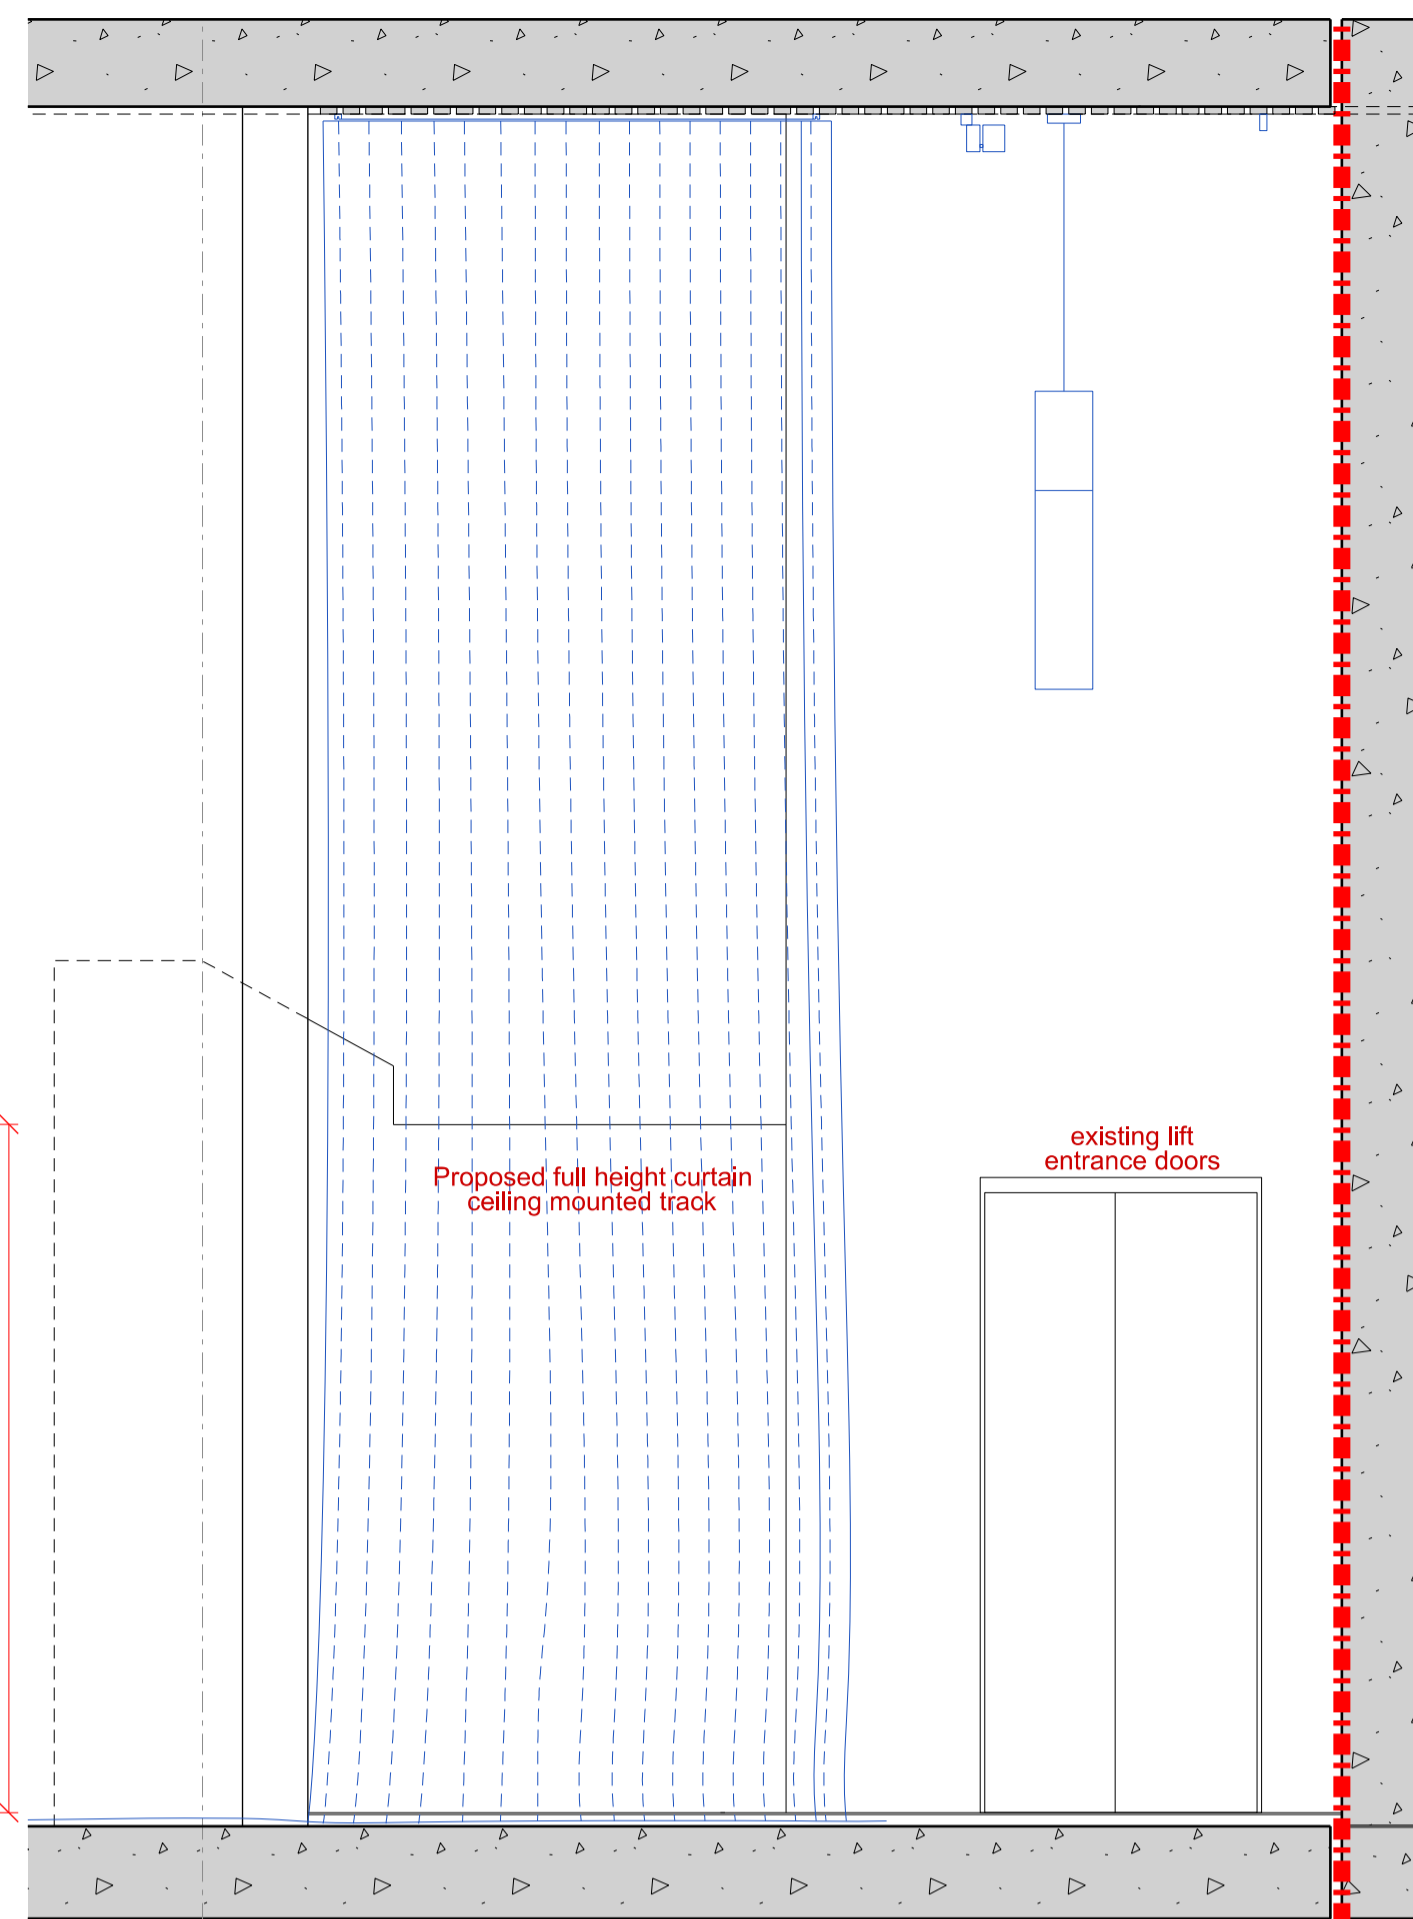 existing lift
entrance doors
Proposed full height curtain
ceiling mounted track